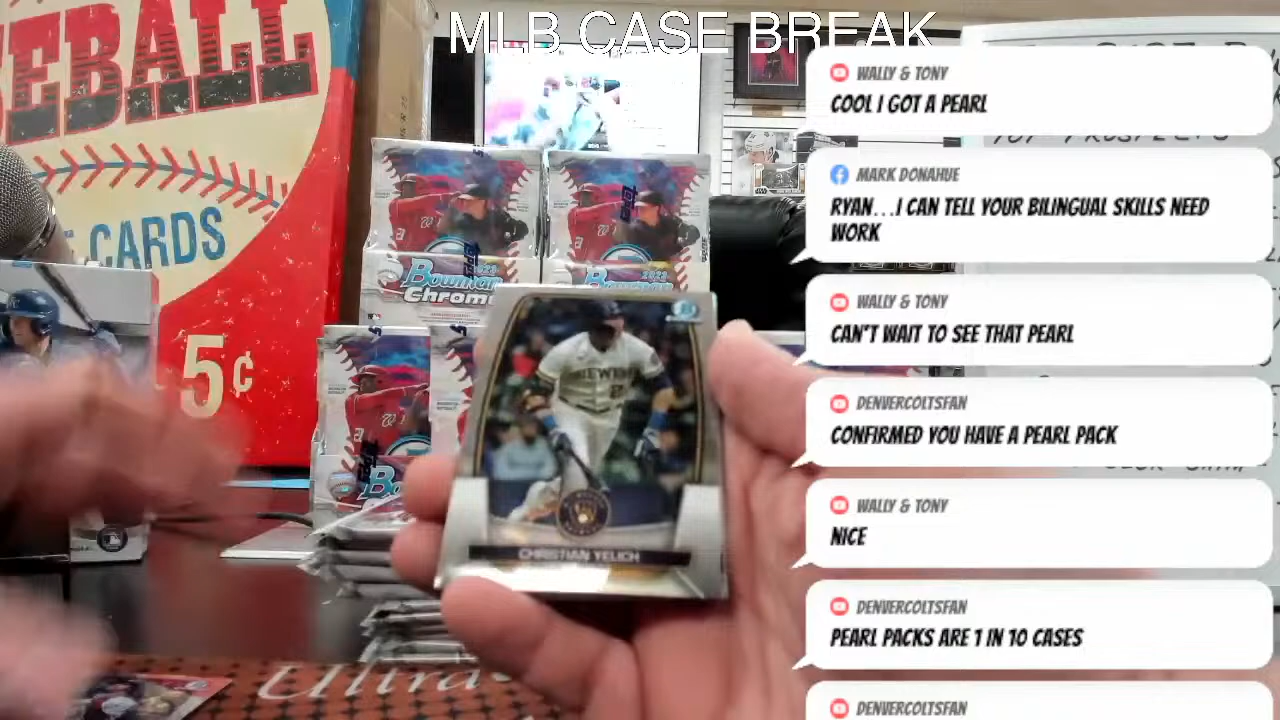 MLB CASE BREAK
EBALL
CARDS
5¢
Bowman
Chrome
2023
topps
BREWERS
CHRISTIAN YELICH
Ultra
WALLY & TONY
COOL I GOT A PEARL
MARK DONAHUE
RYAN...I CAN TELL YOUR BILINGUAL SKILLS NEED
WORK
WALLY & TONY
CAN'T WAIT TO SEE THAT PEARL
DENVERCOLTSFAN
CONFIRMED YOU HAVE A PEARL PACK
WALLY & TONY
NICE
DENVERCOLTSFAN
PEARL PACKS ARE 1 IN 10 CASES
DENVERCOLTSFAN